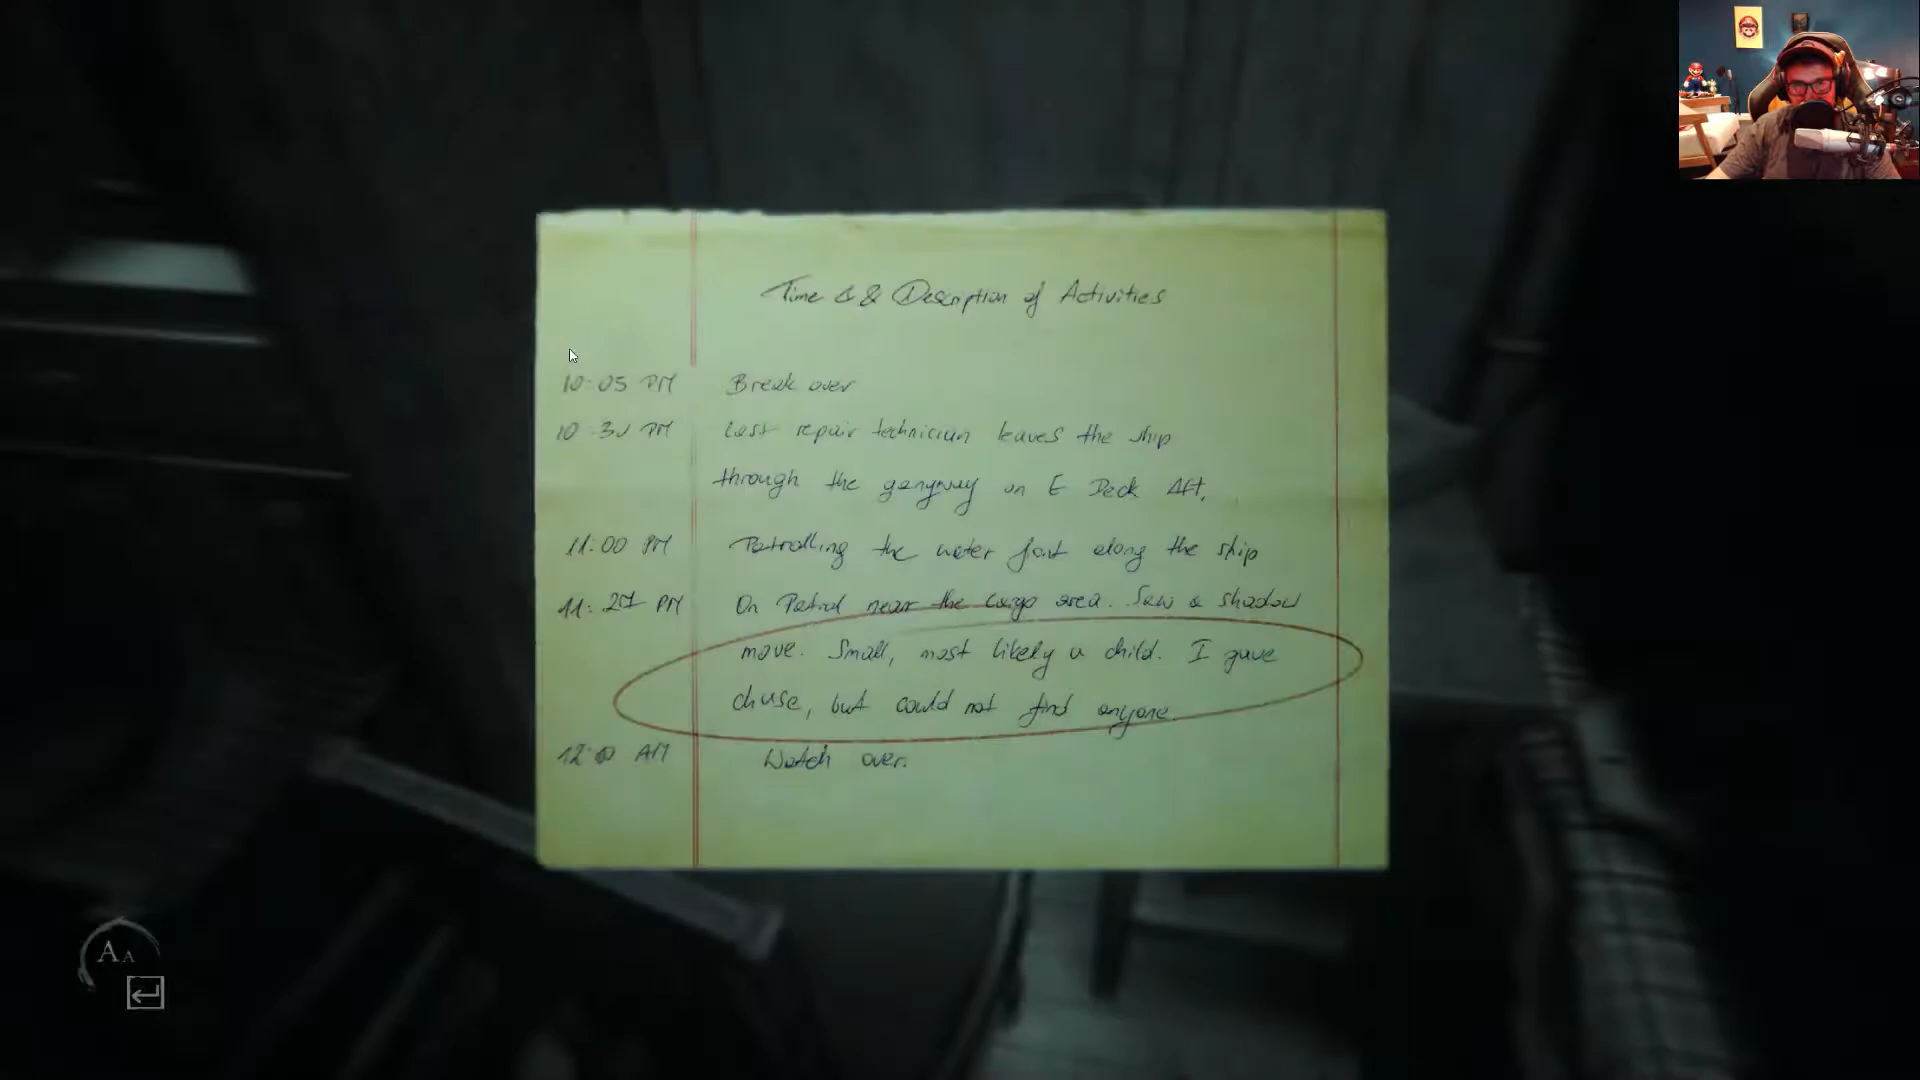 Time & Description of Activities
10:05 PM Break over
10:30 PM Last repair technician leaves the ship
through the gangway on E Deck Aft.
11:00 PM Patrolling the water front along the ship
11:27 PM On Patrol near the cargo area. Saw a shadow
move. Small, most likely a child. I gave
chase, but could not find anyone.
AM Watch over.
AA